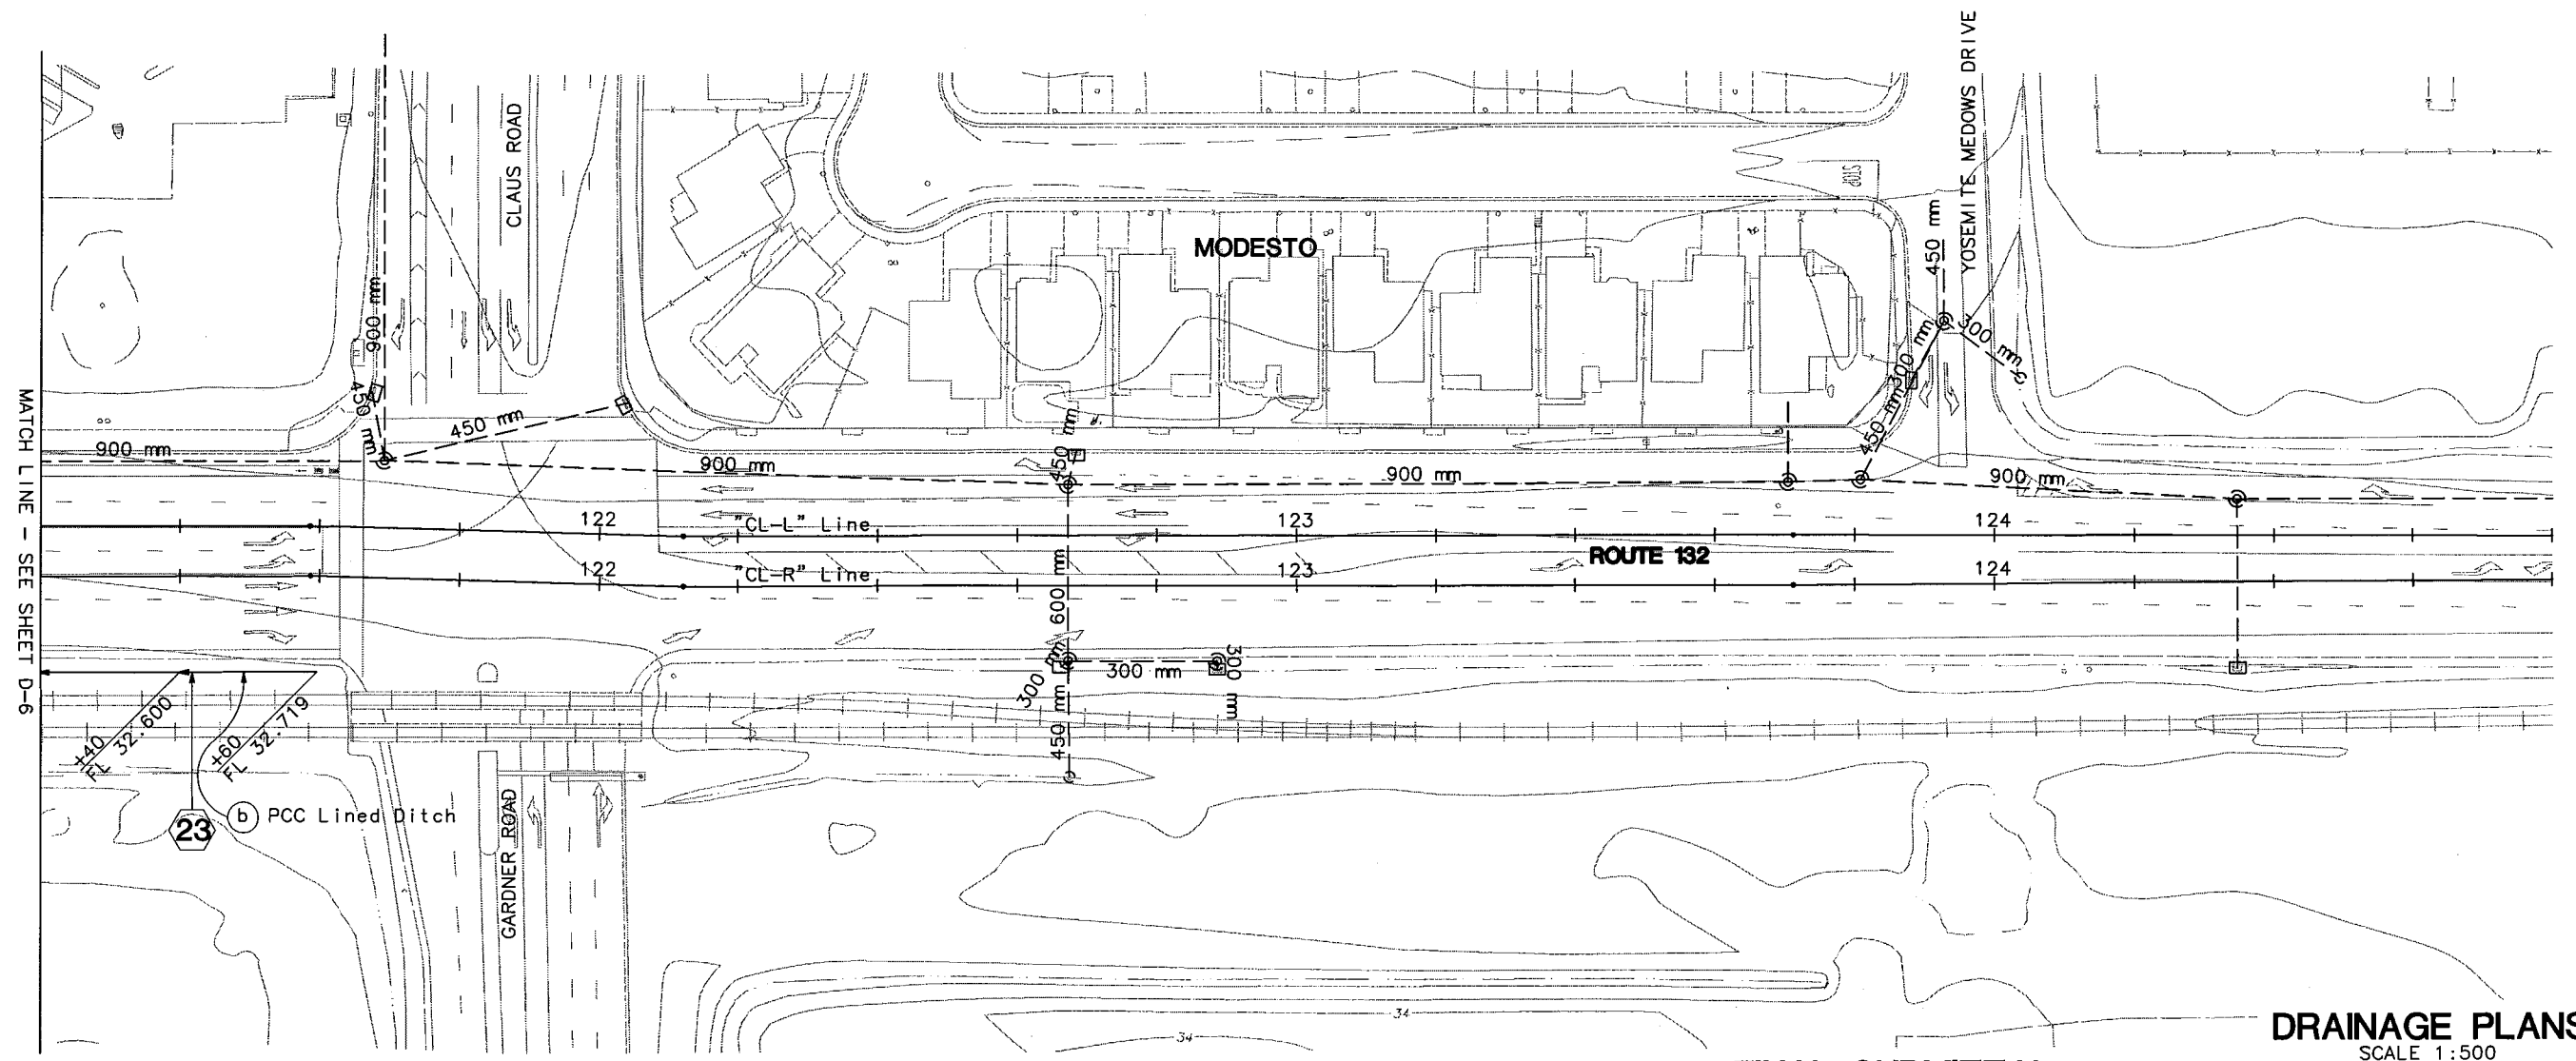 MATCH LINE - SEE SHEET D-6
CLAUS ROAD
YOSEMITE MEDOWS DRIVE
STOP
MODESTO
900 mm
450 mm
450 mm
900 mm
900 mm
450 mm
900 mm
450 mm
300 mm
300 mm
450 mm
900 mm
122
"CL-L" Line
123
124
ROUTE 132
122
"CL-R" Line
123
124
600 mm
300 mm
300 mm
300 mm
450 mm
+40
FL 32.600
+60
FL 32.719
23
b PCC Lined Ditch
GARDNER ROAD
34
34
DRAINAGE PLANS
SCALE 1:500